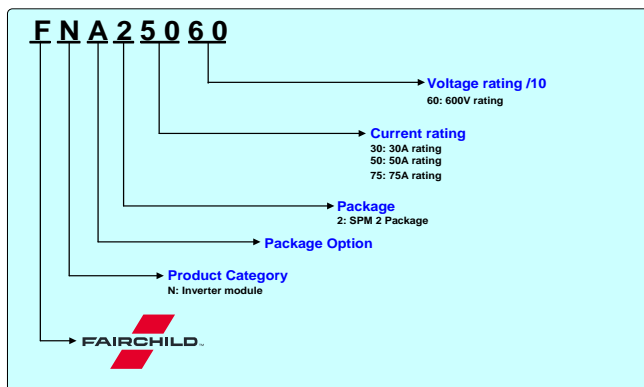 F N A 2 5 0 6 0
Voltage rating /10
60: 600V rating
Current rating
30: 30A rating
50: 50A rating
75: 75A rating
Package
2: SPM 2 Package
Package Option
Product Category
N: Inverter module
FAIRCHILD™